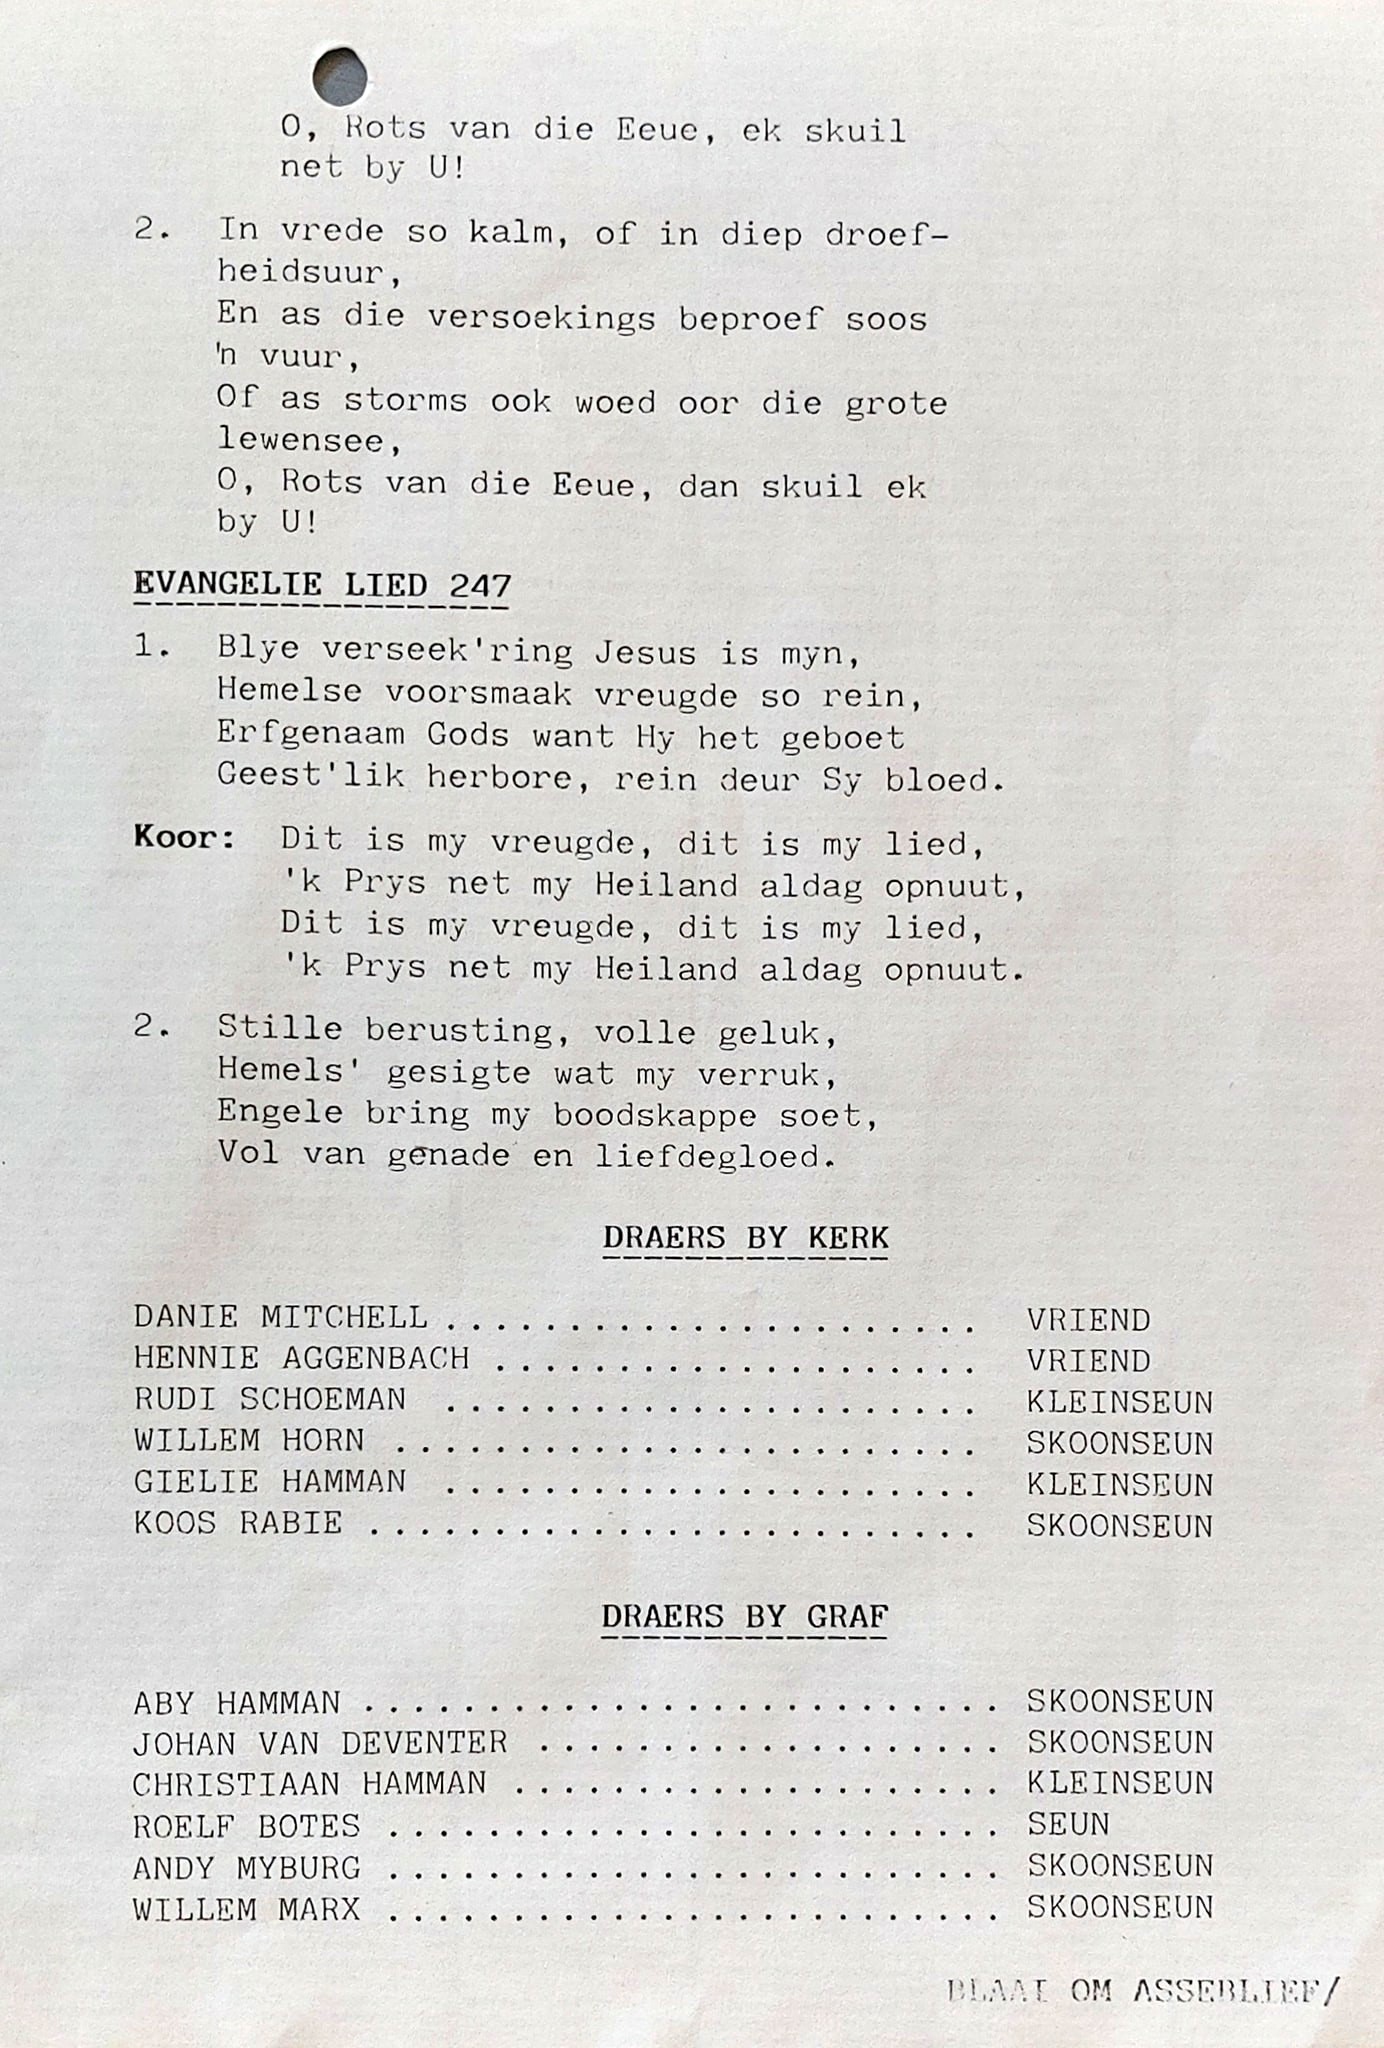 O, Rots van die Eeue, ek skuil
net by U!
2. In vrede so kalm, of in diep droef-
heidsuur,
En as die versoekings beproef soos
'n vuur,
Of as storms ook woed oor die grote
lewensee,
O, Rots van die Eeue, dan skuil ek
by U!
EVANGELIE LIED 247
1. Blye verseek'ring Jesus is myn,
Hemelse voorsmaak vreugde so rein,
Erfgenaam Gods want Hy het geboet
Geest'lik herbore, rein deur Sy bloed.
Koor: Dit is my vreugde, dit is my lied,
'k Prys net my Heiland aldag opnuut,
Dit is my vreugde, dit is my lied,
'k Prys net my Heiland aldag opnuut.
2. Stille berusting, volle geluk,
Hemels' gesigte wat my verruk,
Engele bring my boodskappe soet,
Vol van genade en liefdegloed.
DRAERS BY KERK
DANIE MITCHELL ...................... VRIEND
HENNIE AGGENBACH .................... VRIEND
RUDI SCHOEMAN ...................... KLEINSEUN
WILLEM HORN ........................ SKOONSEUN
GIELIE HAMMAN ...................... KLEINSEUN
KOOS RABIE ......................... SKOONSEUN
DRAERS BY GRAF
ABY HAMMAN .......................... SKOONSEUN
JOHAN VAN DEVENTER ................... SKOONSEUN
CHRISTIAAN HAMMAN .................... KLEINSEUN
ROELF BOTES ......................... SEUN
ANDY MYBURG ......................... SKOONSEUN
WILLEM MARX ......................... SKOONSEUN
BLAAI OM ASSEBLIEF/